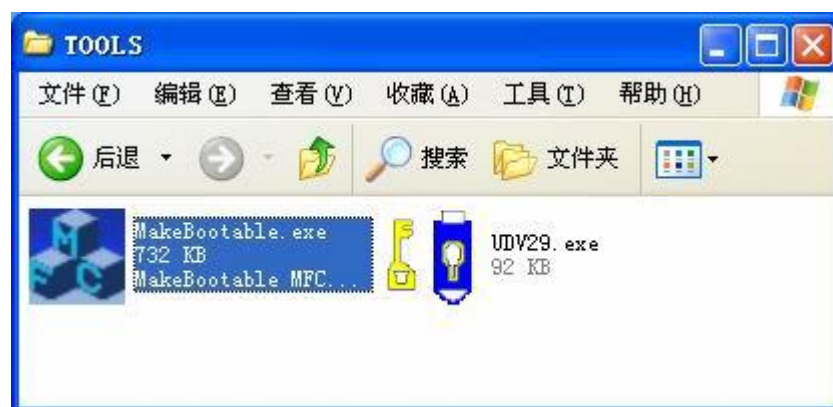 TOOLS
文件(F) 编辑(E) 查看(V) 收藏(A) 工具(T) 帮助(H)
后退 搜索 文件夹
MakeBootable.exe
732 KB
MakeBootable MFC...
UDV29.exe
92 KB